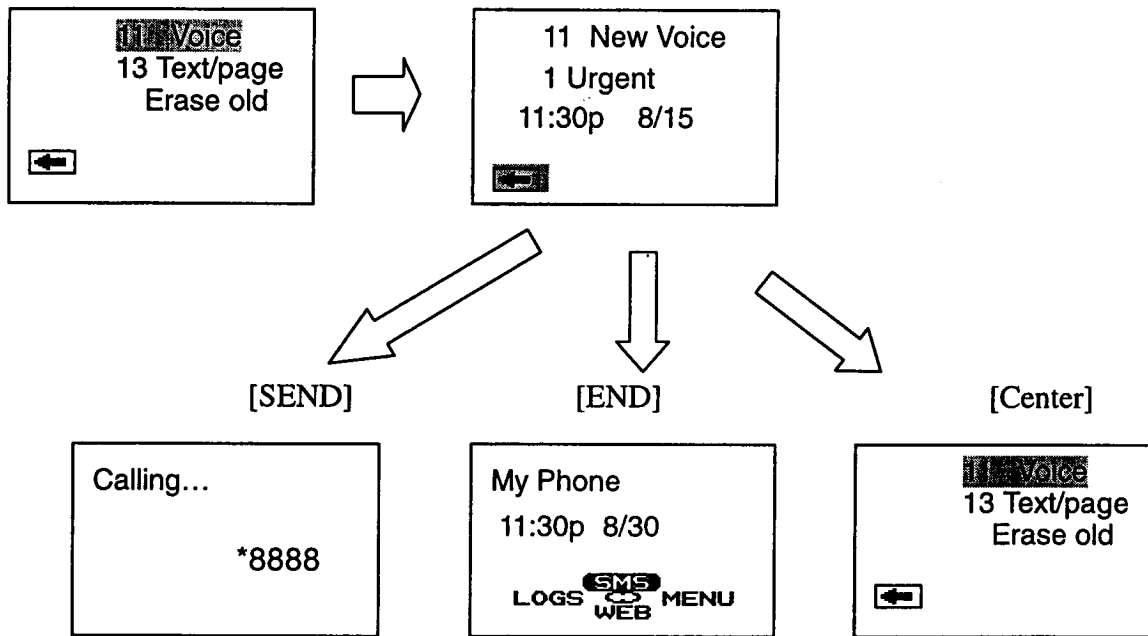 11 Voice
13 Text/page
Erase old
11 New Voice
1 Urgent
11:30p 8/15
[SEND]
[END]
[Center]
Calling...
*8888
My Phone
11:30p 8/30
SMS
LOGS MENU
WEB
11 Voice
13 Text/page
Erase old